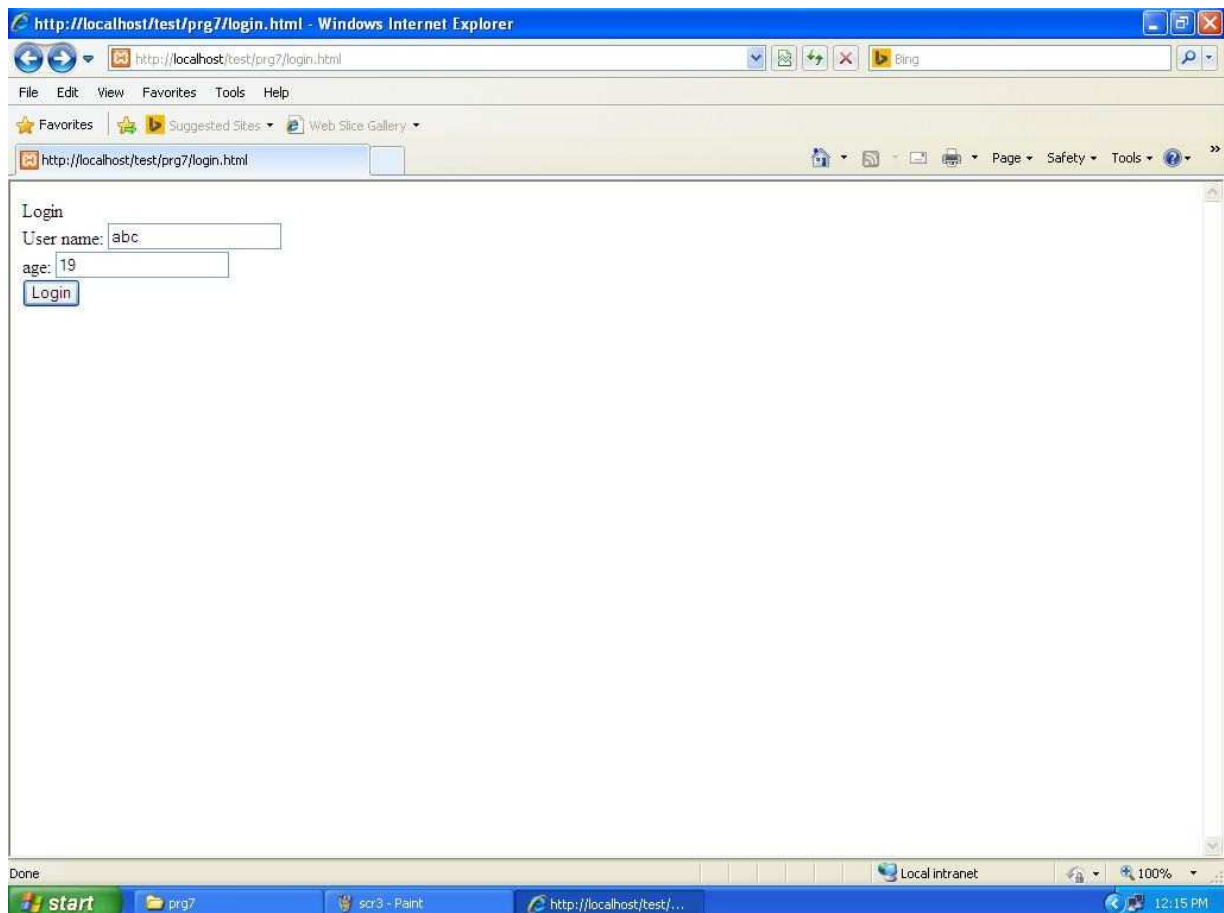 http://localhost/test/prg7/login.html - Windows Internet Explorer
http://localhost/test/prg7/login.html
Bing
File Edit View Favorites Tools Help
Favorites Suggested Sites Web Slice Gallery
http://localhost/test/prg7/login.html
Page Safety Tools
Login
User name: abc
age: 19
Login
Done
Local intranet
100%
start
prg7
scr3 - Paint
http://localhost/test/...
12:15 PM